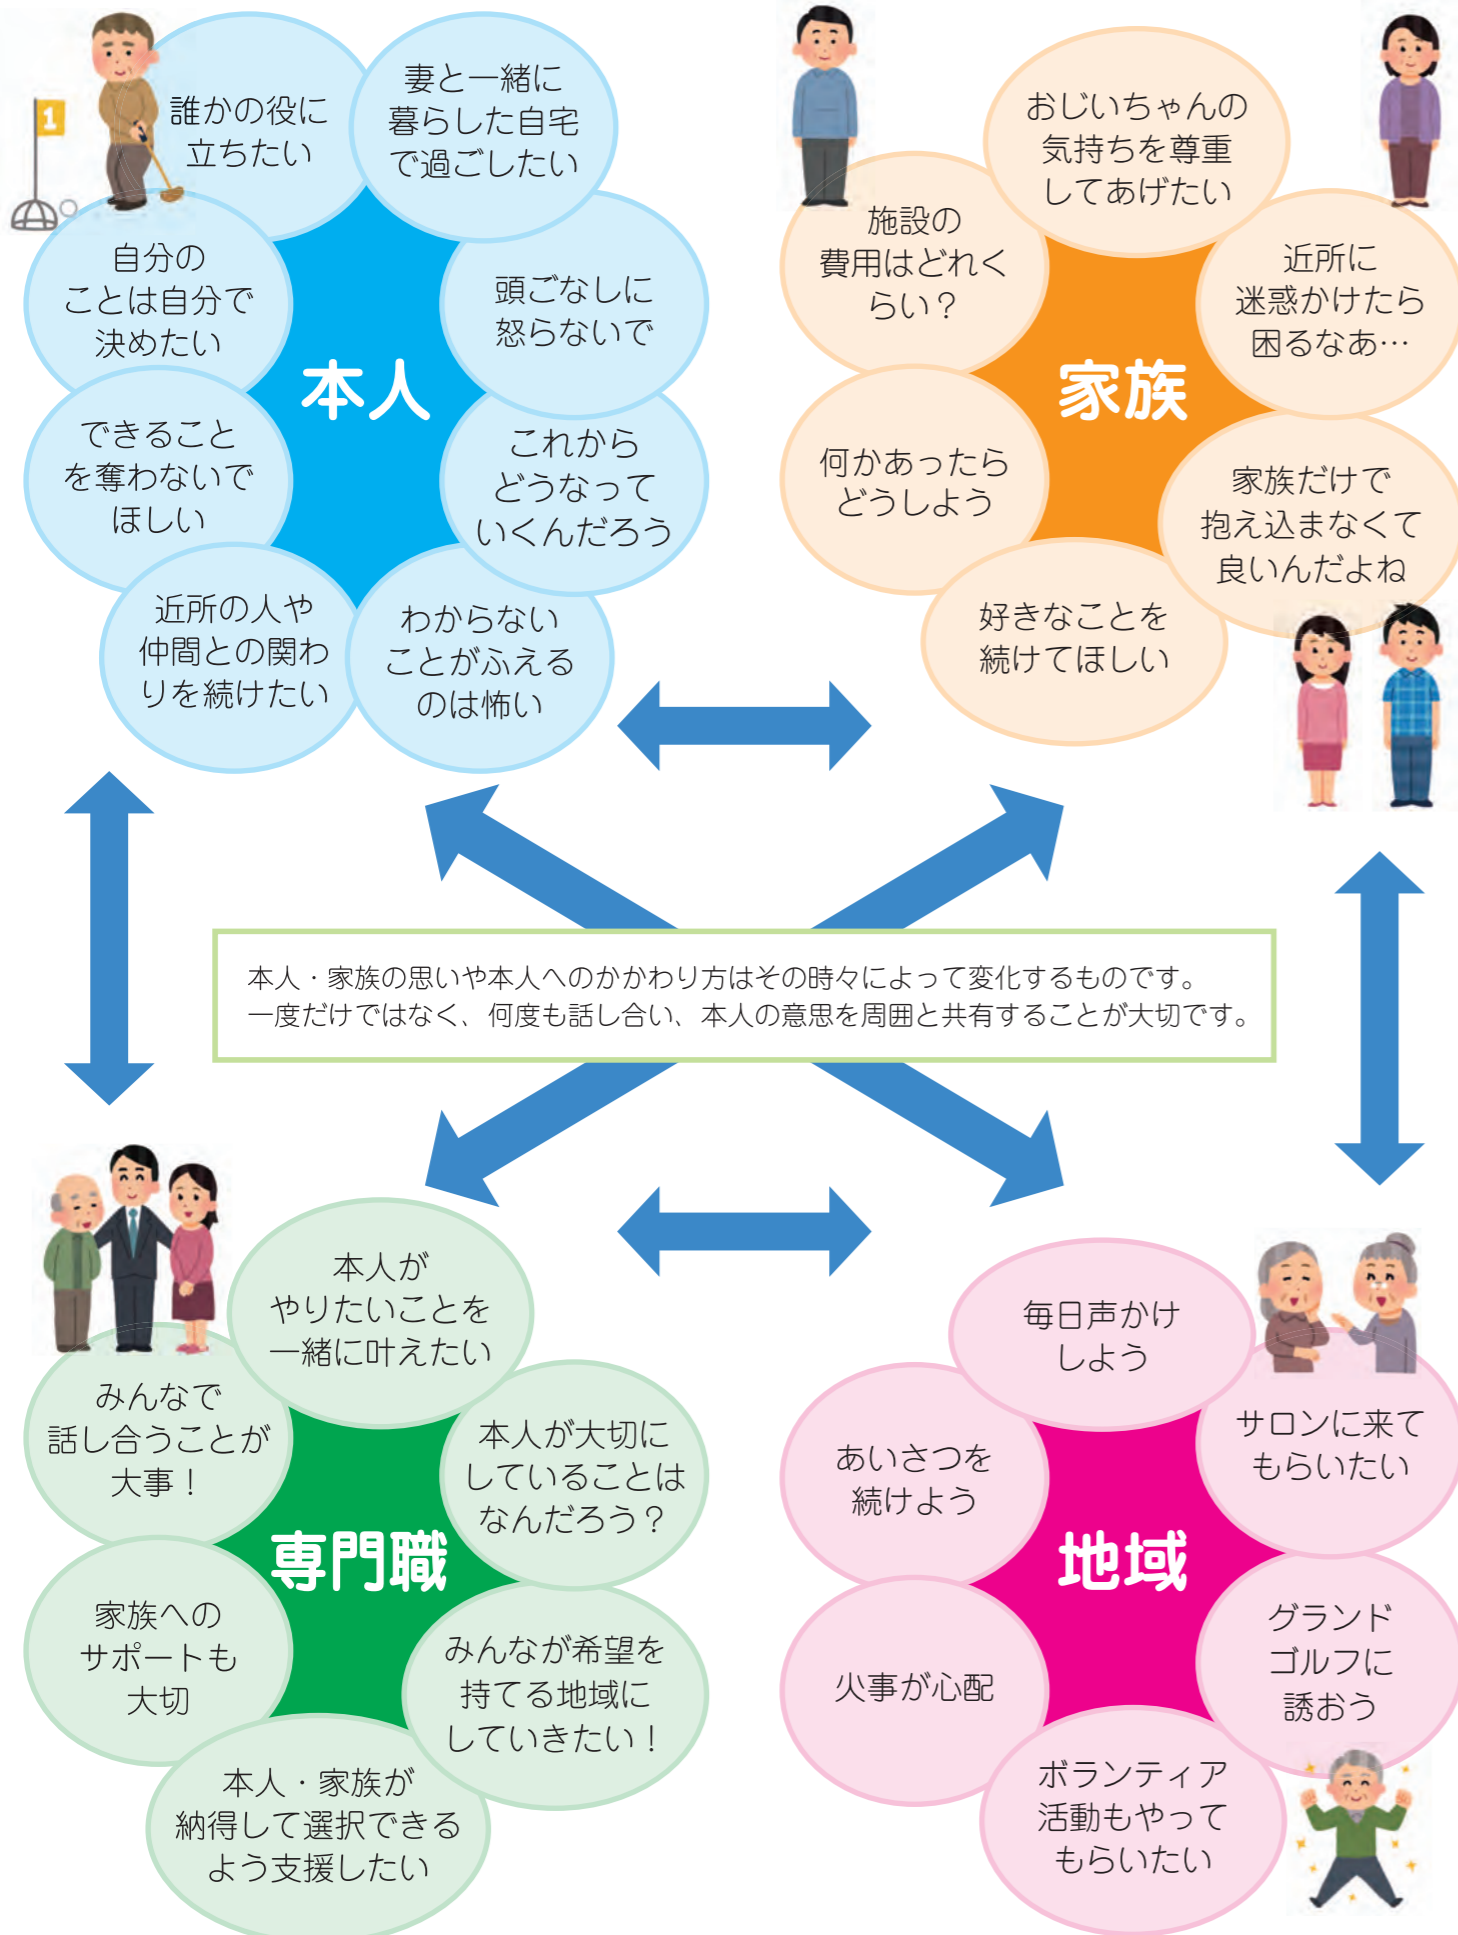 1
誰かの役に
立ちたい
妻と一緒に
暮らした自宅
で過ごしたい
自分の
ことは自分で
決めたい
頭ごなしに
怒らないで
本人
できること
を奪わないで
ほしい
これから
どうなって
いくんだろう
近所の人や
仲間との関わ
りを続けたい
わからない
ことがふえる
のは怖い
おじいちゃんの
気持ちを尊重
してあげたい
施設の
費用はどれく
らい？
近所に
迷惑かけたら
困るなあ…
家族
何かあったら
どうしよう
家族だけで
抱え込まなくて
良いんだよね
好きなことを
続けてほしい
本人・家族の思いや本人へのかかわり方はその時々によって変化するものです。
一度だけではなく、何度も話し合い、本人の意思を周囲と共有することが大切です。
本人が
やりたいことを
一緒に叶えたい
みんなで
話し合うことが
大事！
本人が大切に
していることは
なんだろう？
専門職
家族への
サポートも
大切
みんなが希望を
持てる地域に
していきたい！
本人・家族が
納得して選択できる
よう支援したい
毎日声かけ
しよう
あいさつを
続けよう
サロンに来て
もらいたい
地域
火事が心配
グランド
ゴルフに
誘おう
ボランティア
活動もやって
もらいたい